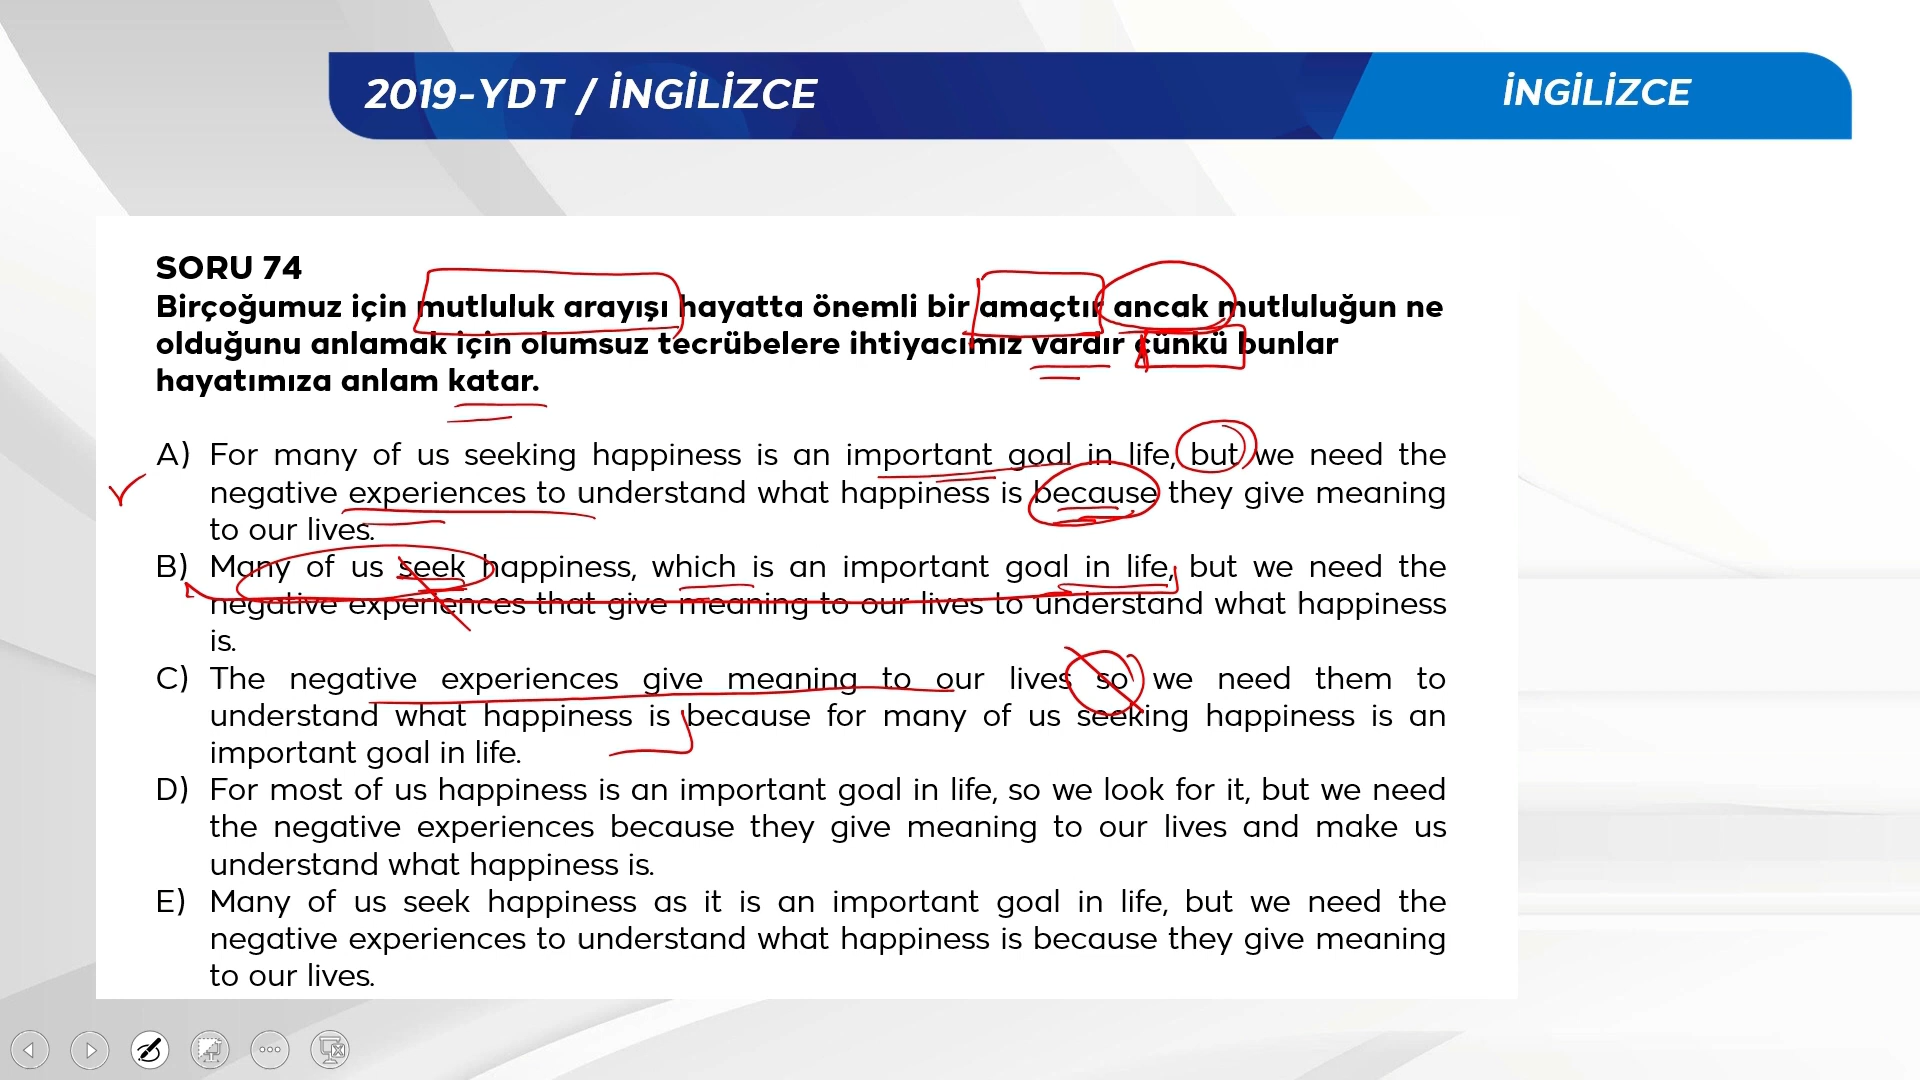 2019-YDT / İNGİLİZCE
İNGİLİZCE
SORU 74
Birçoğumuz için mutluluk arayışı hayatta önemli bir amaçtır ancak mutluluğun ne
olduğunu anlamak için olumsuz tecrübelere ihtiyacımız vardır çünkü bunlar
hayatımıza anlam katar.
A) For many of us seeking happiness is an important goal in life, but we need the
negative experiences to understand what happiness is because they give meaning
to our lives.
B) Many of us seek happiness, which is an important goal in life, but we need the
negative experiences that give meaning to our lives to understand what happiness
is.
C) The negative experiences give meaning to our lives so we need them to
understand what happiness is because for many of us seeking happiness is an
important goal in life.
D) For most of us happiness is an important goal in life, so we look for it, but we need
the negative experiences because they give meaning to our lives and make us
understand what happiness is.
E) Many of us seek happiness as it is an important goal in life, but we need the
negative experiences to understand what happiness is because they give meaning
to our lives.